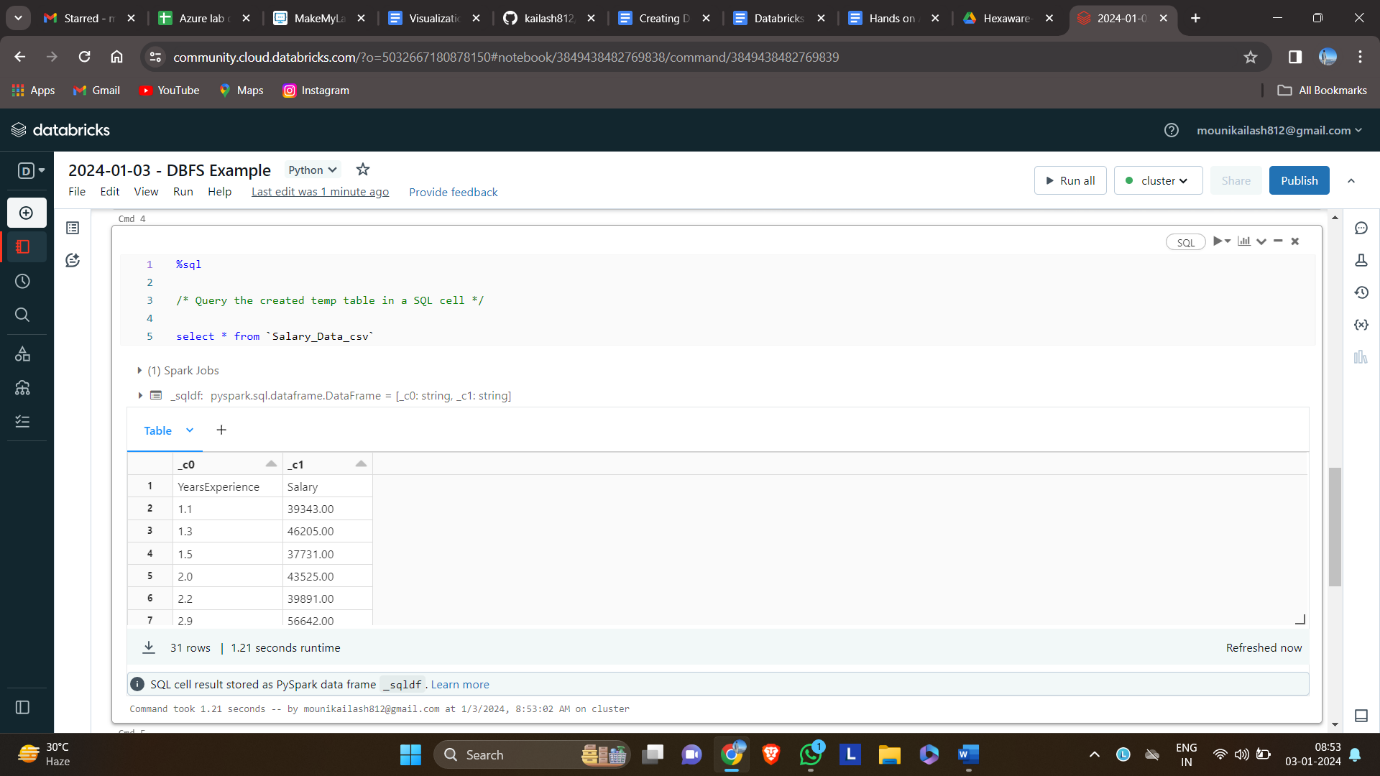 Starred - m
Azure lab
MakeMyLa
Visualizati
kailash812,
Creating D
Databricks
Hands on
Hexaware-
2024-01-0
community.cloud.databricks.com/?o=5032667180878150#notebook/3849438482769838/command/3849438482769839
Apps
Gmail
YouTube
Maps
Instagram
All Bookmarks
databricks
mounikailash812@gmail.com
D
2024-01-03 - DBFS Example
Python
File Edit View Run Help Last edit was 1 minute ago Provide feedback
Run all
cluster
Share
Publish
Cmd 4
SQL
1 %sql
2
3 /* Query the created temp table in a SQL cell */
4
5 select * from `Salary_Data_csv`
(1) Spark Jobs
_sqldf: pyspark.sql.dataframe.DataFrame = [_c0: string, _c1: string]
Table +
_c0 _c1
1 YearsExperience Salary
2 1.1 39343.00
3 1.3 46205.00
4 1.5 37731.00
5 2.0 43525.00
6 2.2 39891.00
7 2.9 56642.00
31 rows | 1.21 seconds runtime
Refreshed now
SQL cell result stored as PySpark data frame _sqldf. Learn more
Command took 1.21 seconds -- by mounikailash812@gmail.com at 1/3/2024, 8:53:02 AM on cluster
Cmd 5
30°C
Haze
Search
1
L
W
ENG
IN
08:53
03-01-2024